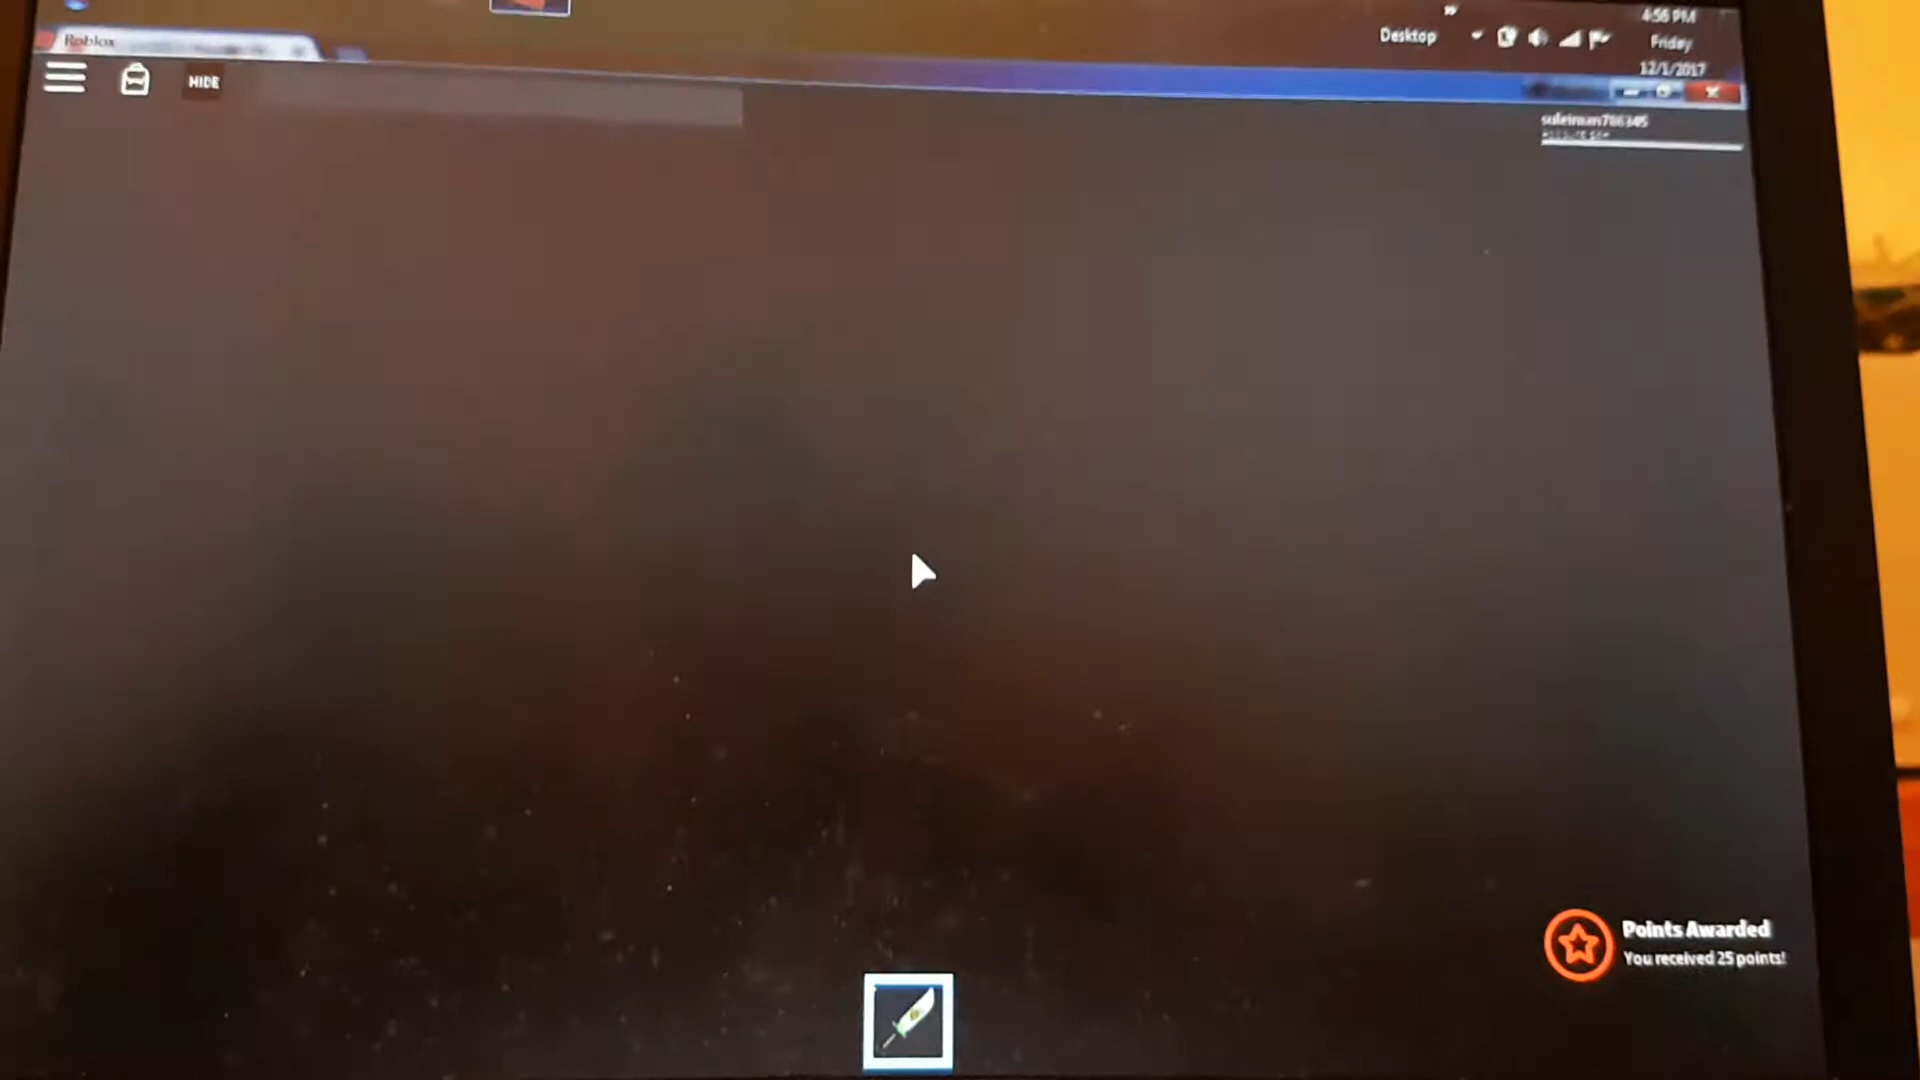 4:56 PM
Roblox
Desktop
Friday
12/1/2017
HIDE
Points Awarded
You received 25 points!